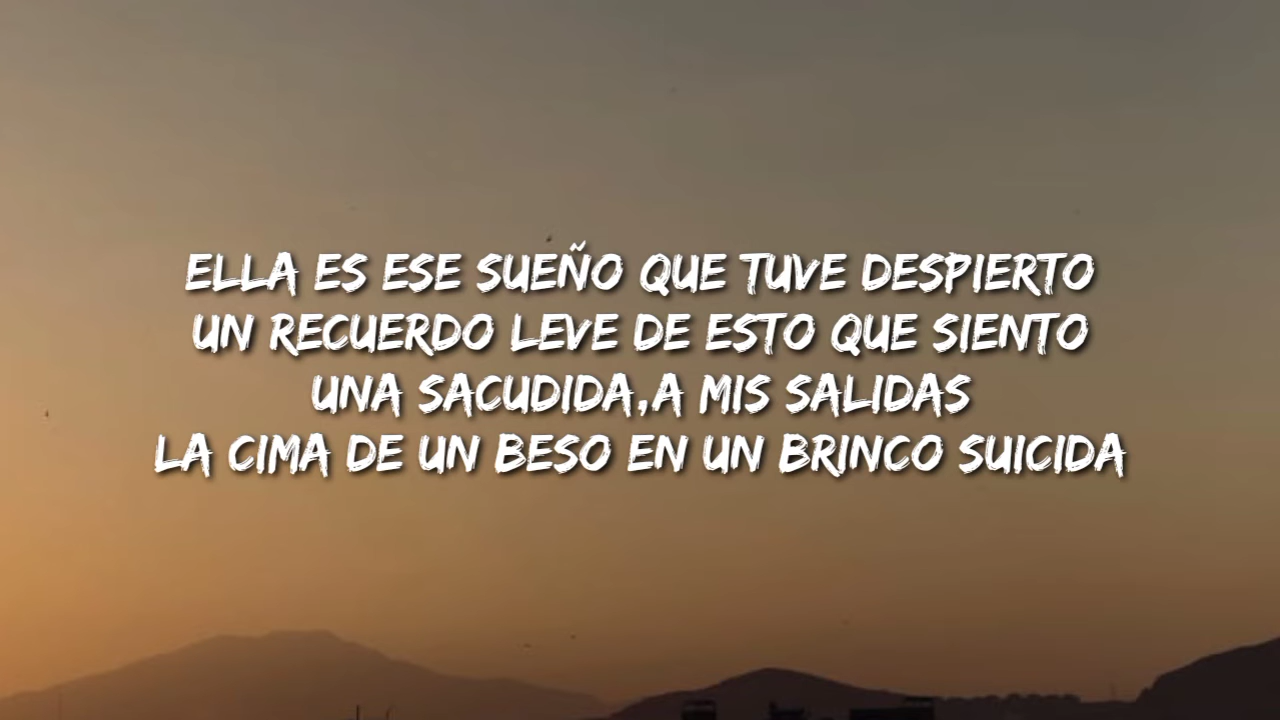 ELLA ES ESE SUEÑO QUE TUVE DESPIERTO
UN RECUERDO LEVE DE ESTO QUE SIENTO
UNA SACUDIDA,A MIS SALIDAS
LA CIMA DE UN BESO EN UN BRINCO SUICIDA